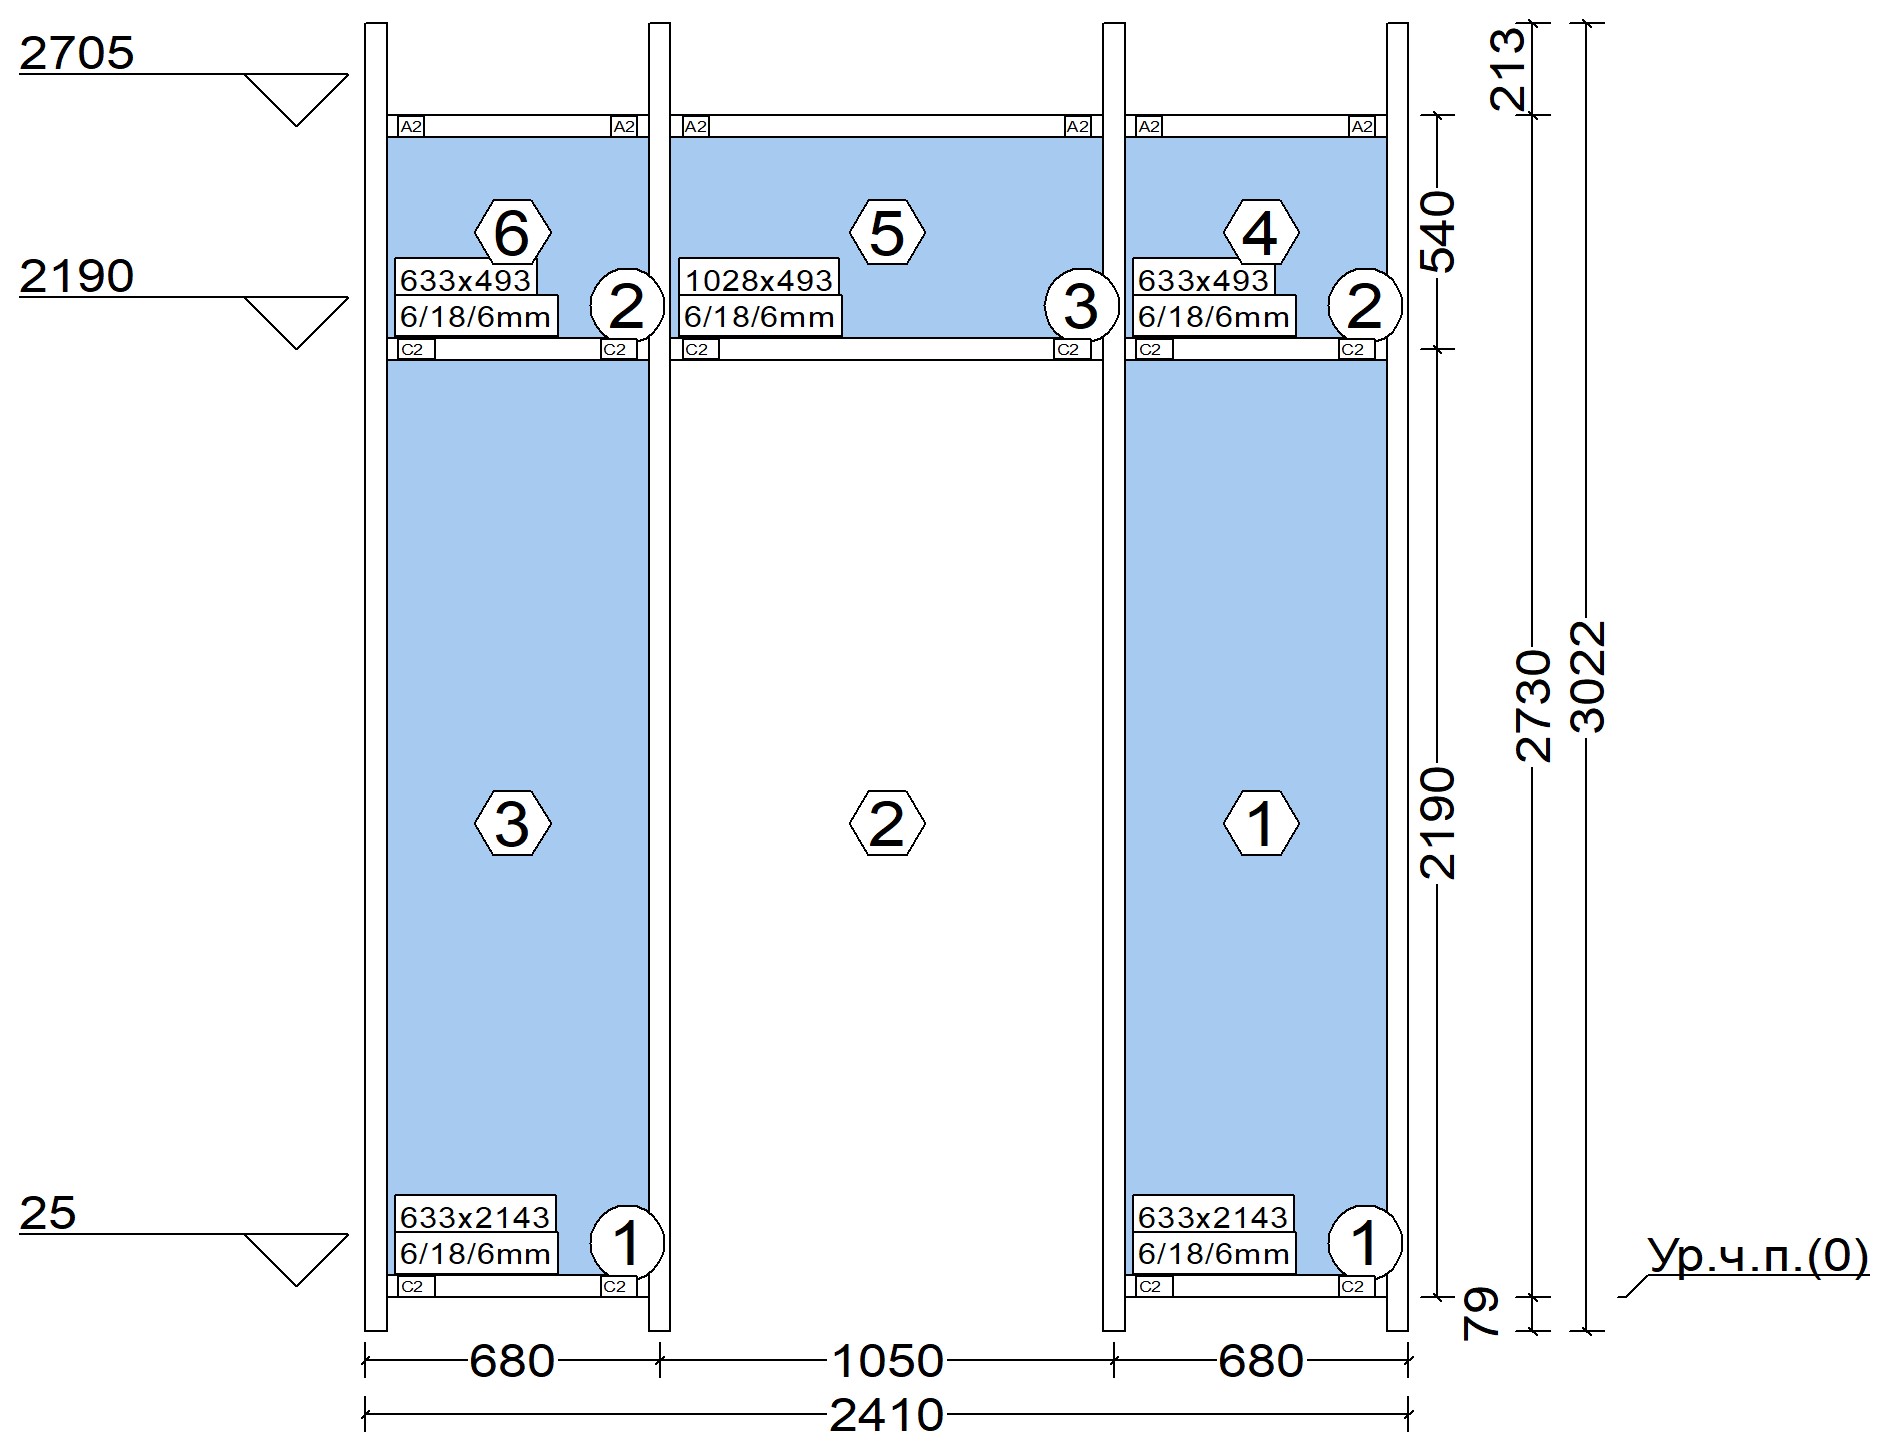 2705
213
A2 A2 A2 A2 A2 A2
6 5 4
540
2190
633x493 1028x493 633x493
6/18/6mm 2 6/18/6mm 3 6/18/6mm 2
C2 C2 C2 C2 C2 C2
3022
2730
3 2 1
2190
25
633x2143 633x2143
6/18/6mm 1 6/18/6mm 1
C2 C2 C2 C2
Ур.ч.п.(0)
79
680 1050 680
2410